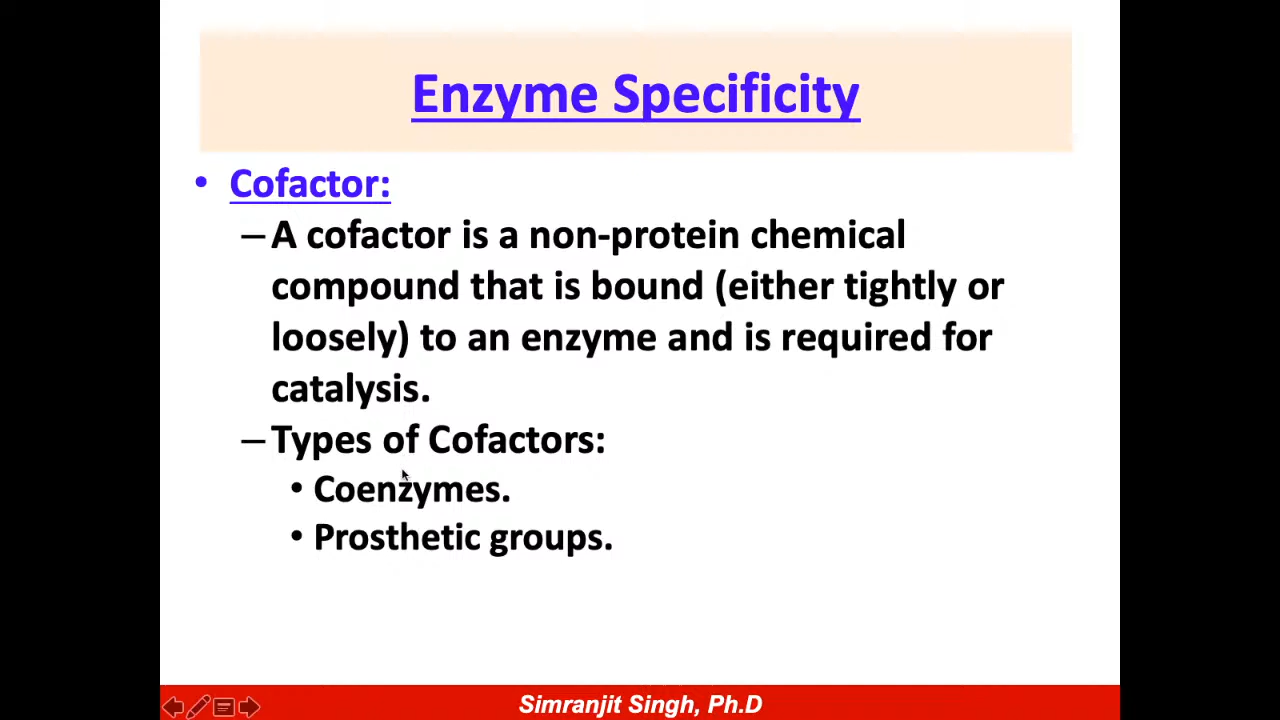 Enzyme Specificity
• Cofactor:
–A cofactor is a non-protein chemical
compound that is bound (either tightly or
loosely) to an enzyme and is required for
catalysis.
–Types of Cofactors:
• Coenzymes.
• Prosthetic groups.
Simranjit Singh, Ph.D